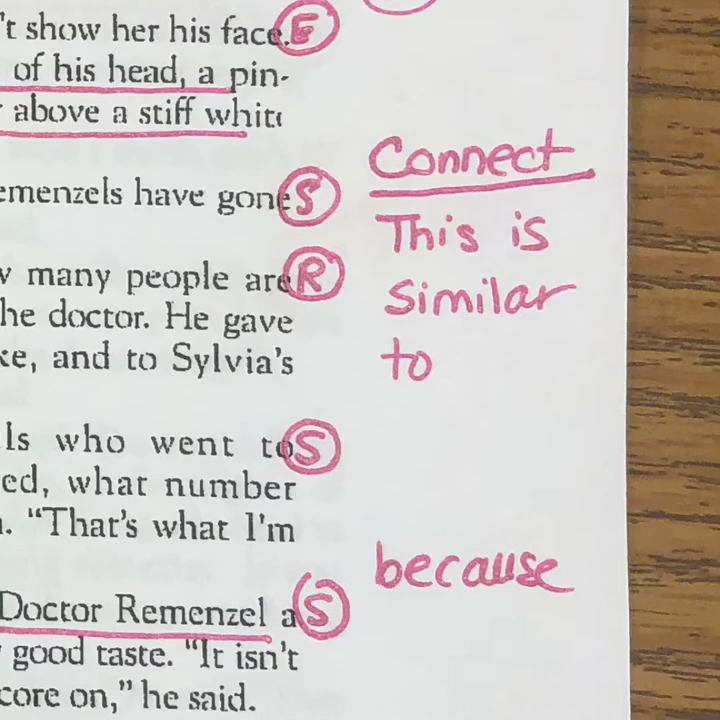 't show her his face. E
of his head, a pin-
above a stiff white
Connect
emenzels have gone S
This is
many people are R
similar
he doctor. He gave
ke, and to Sylvia's
to
ls who went to S
ed, what number
. "That's what I'm
because
Doctor Remenzel a S
good taste. "It isn't
core on," he said.